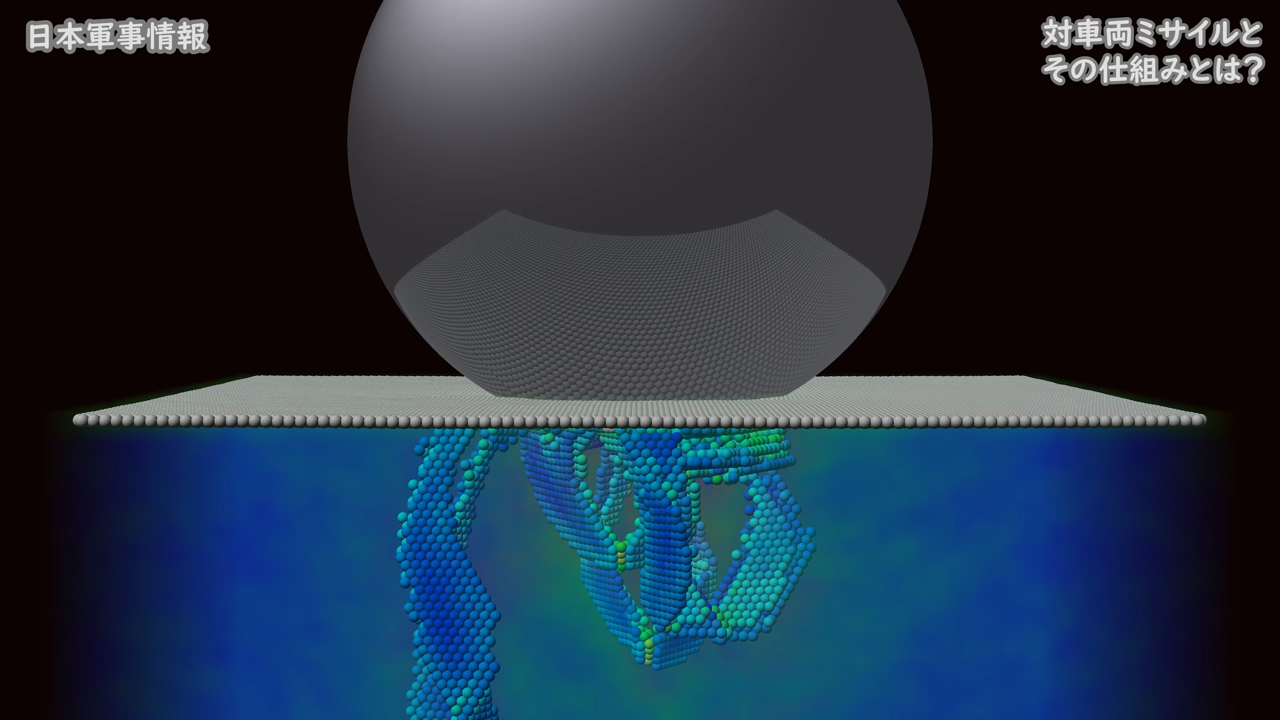 日本軍事情報
対車両ミサイルと
その仕組みとは?